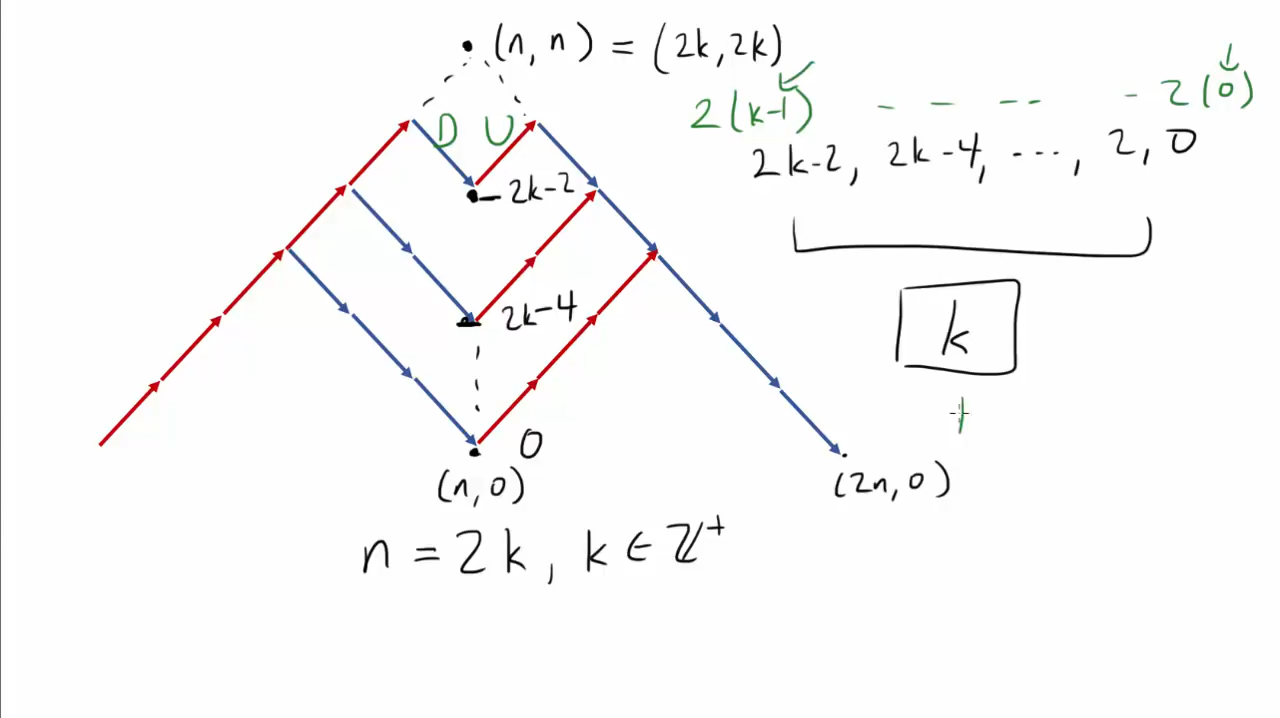 (n, n) = (2k, 2k)
2(k-1) - - - - - 2(0)
2k-2, 2k-4, ..., 2, 0
D U
2k-2
2k-4
k
+
0
(n, 0)
(2n, 0)
n = 2k, k ∈ ℤ⁺